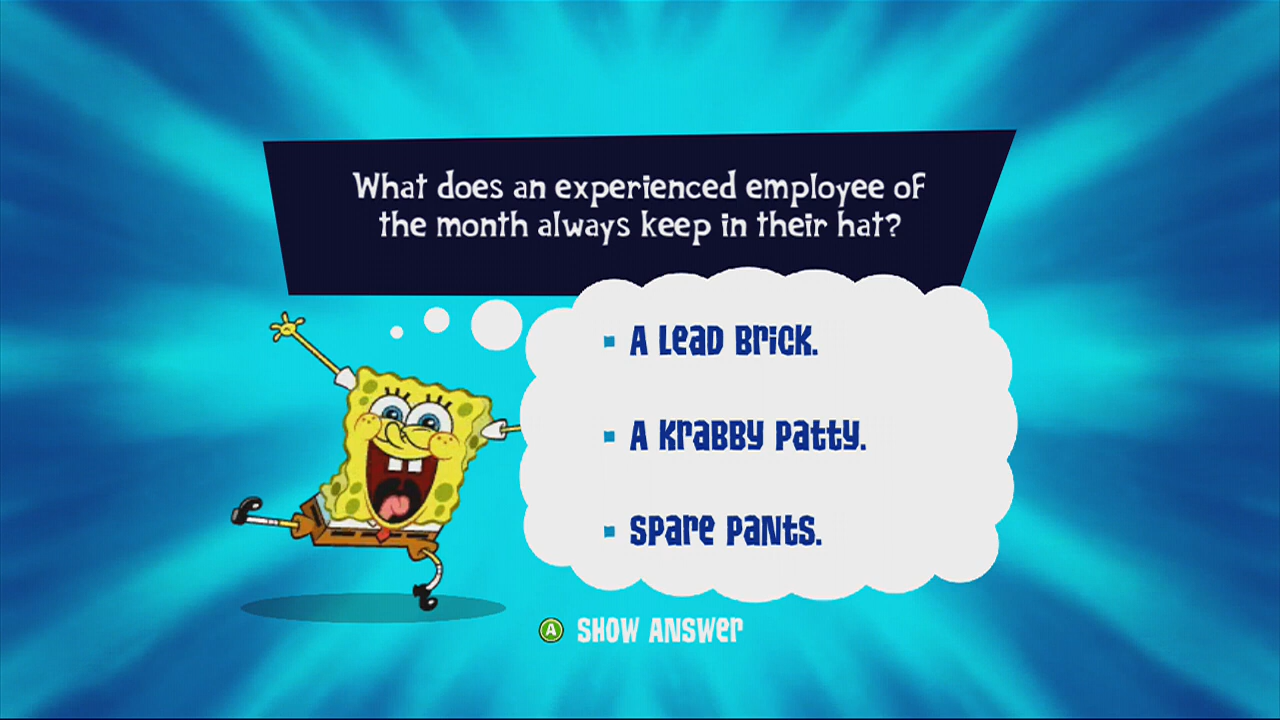 What does an experienced employee of
the month always keep in their hat?
A Lead Brick.
A Krabby Patty.
Spare Pants.
A SHOW ANSWER